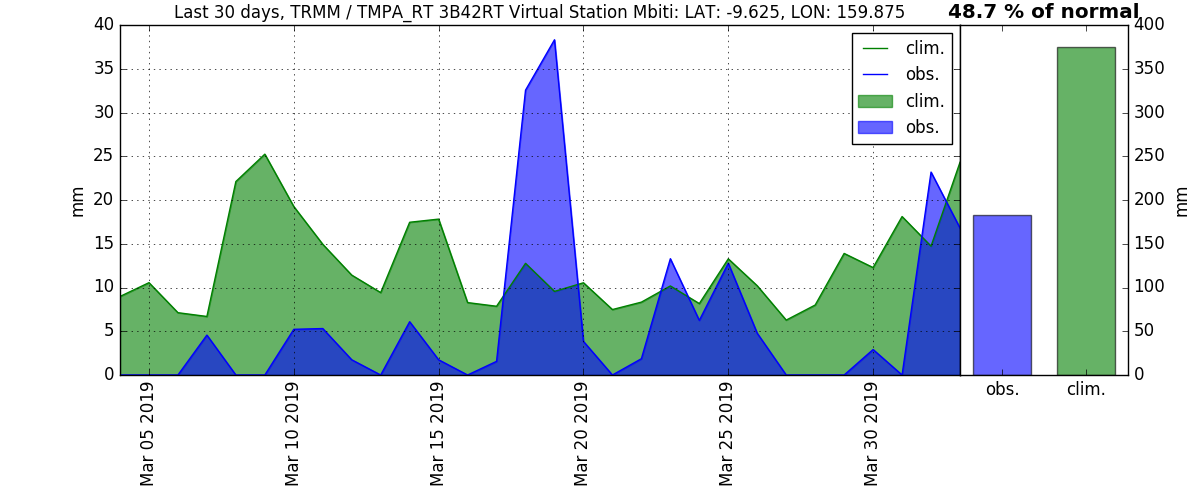 Last 30 days, TRMM / TMPA_RT 3B42RT Virtual Station Mbiti: LAT: -9.625, LON: 159.875
48.7 % of normal
40
35
30
25
20
15
10
5
0
mm
clim.
obs.
clim.
obs.
400
350
300
250
200
150
100
50
0
mm
Mar 05 2019
Mar 10 2019
Mar 15 2019
Mar 20 2019
Mar 25 2019
Mar 30 2019
obs.
clim.